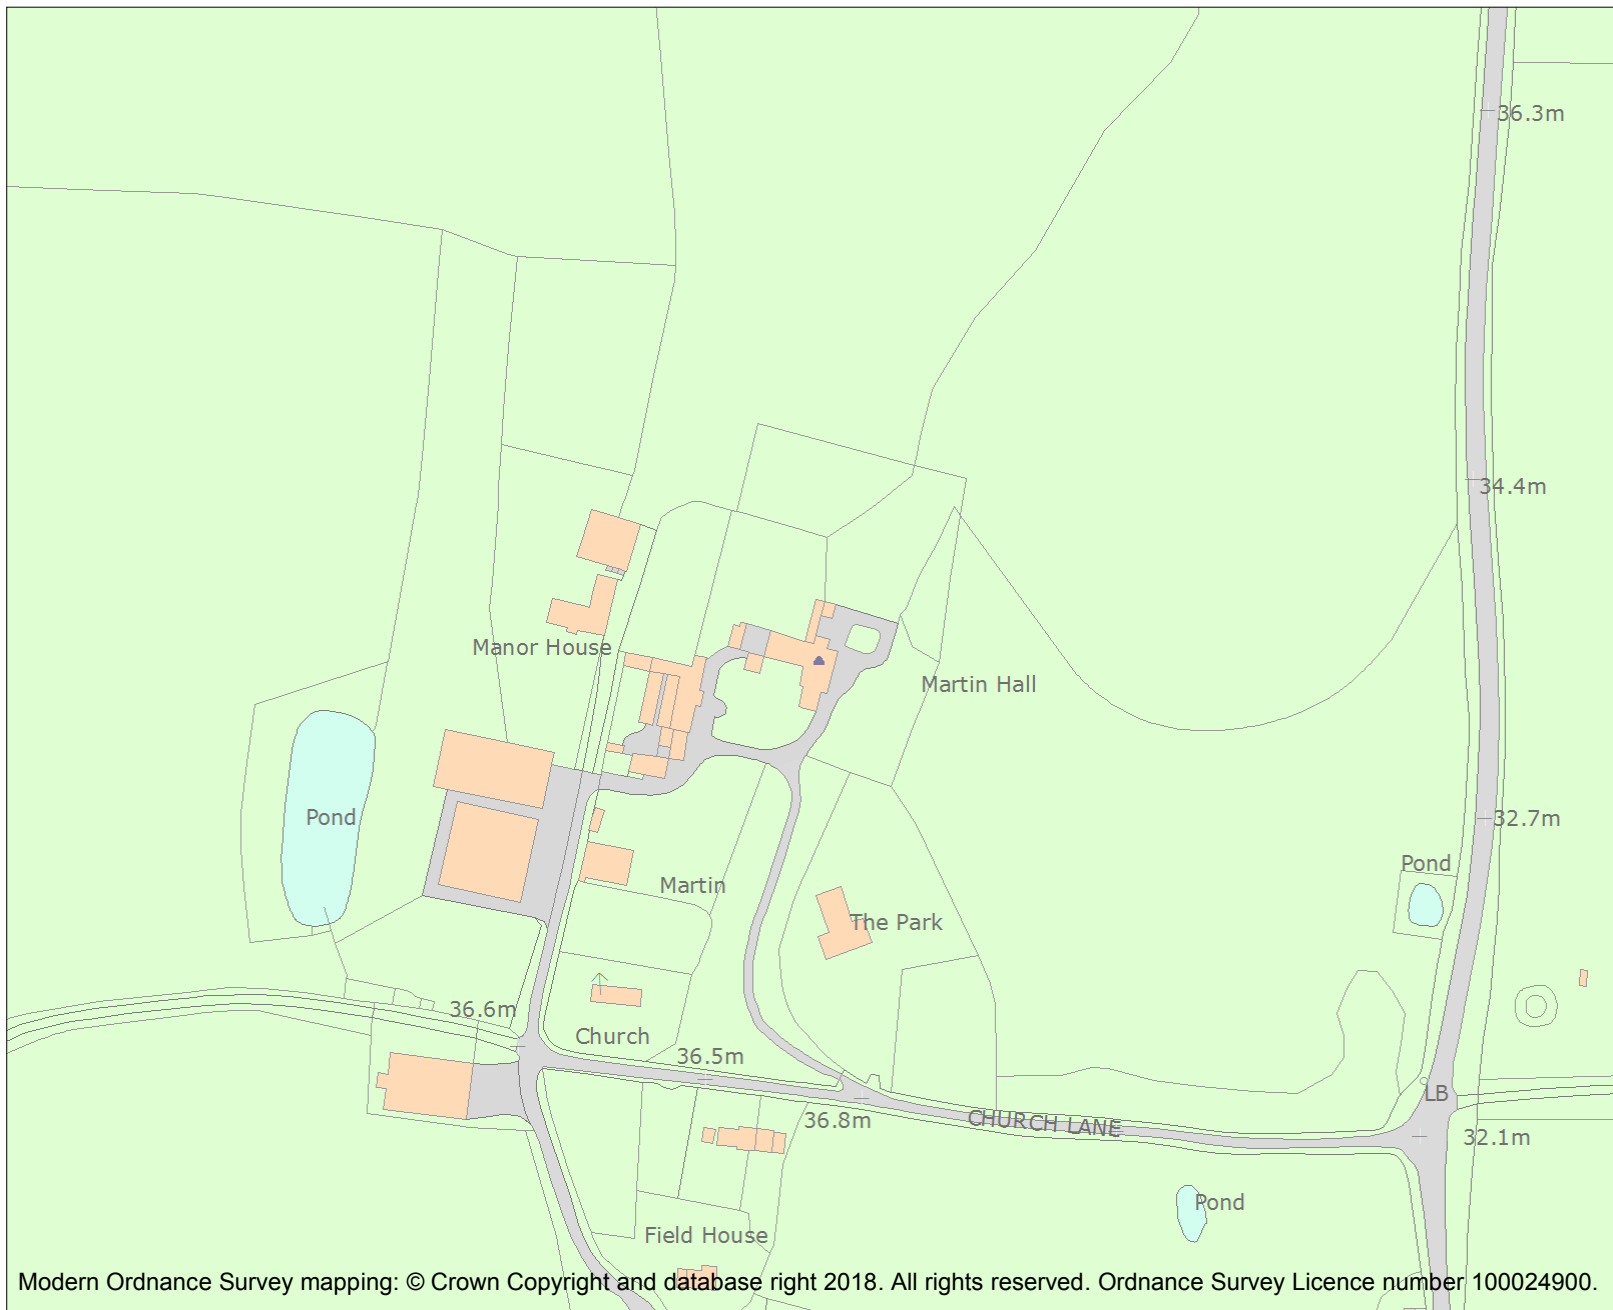 36.3m
34.4m
Manor House
Martin Hall
Pond
32.7m
Pond
Martin
The Park
36.6m
Church
36.5m
LB
36.8m
CHURCH LANE
32.1m
Pond
Field House
Modern Ordnance Survey mapping: © Crown Copyright and database right 2018. All rights reserved. Ordnance Survey Licence number 100024900.